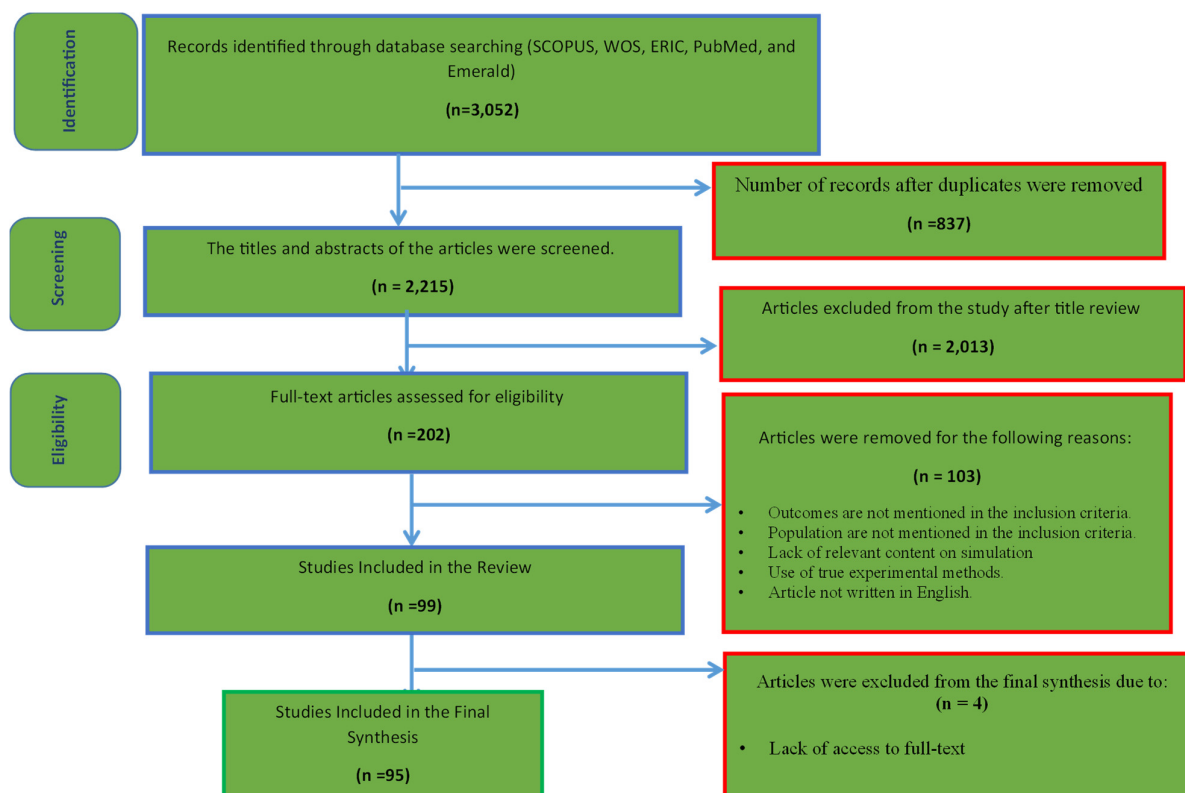 Identification
Records identified through database searching (SCOPUS, WOS, ERIC, PubMed, and
Emerald)
(n=3,052)
Number of records after duplicates were removed
(n =837)
Screening
The titles and abstracts of the articles were screened.
(n = 2,215)
Articles excluded from the study after title review
(n = 2,013)
Eligibility
Full-text articles assessed for eligibility
(n =202)
Articles were removed for the following reasons:
(n = 103)
• Outcomes are not mentioned in the inclusion criteria.
• Population are not mentioned in the inclusion criteria.
• Lack of relevant content on simulation
• Use of true experimental methods.
• Article not written in English.
Studies Included in the Review
(n =99)
Articles were excluded from the final synthesis due to:
(n = 4)
• Lack of access to full-text
Studies Included in the Final
Synthesis
(n =95)